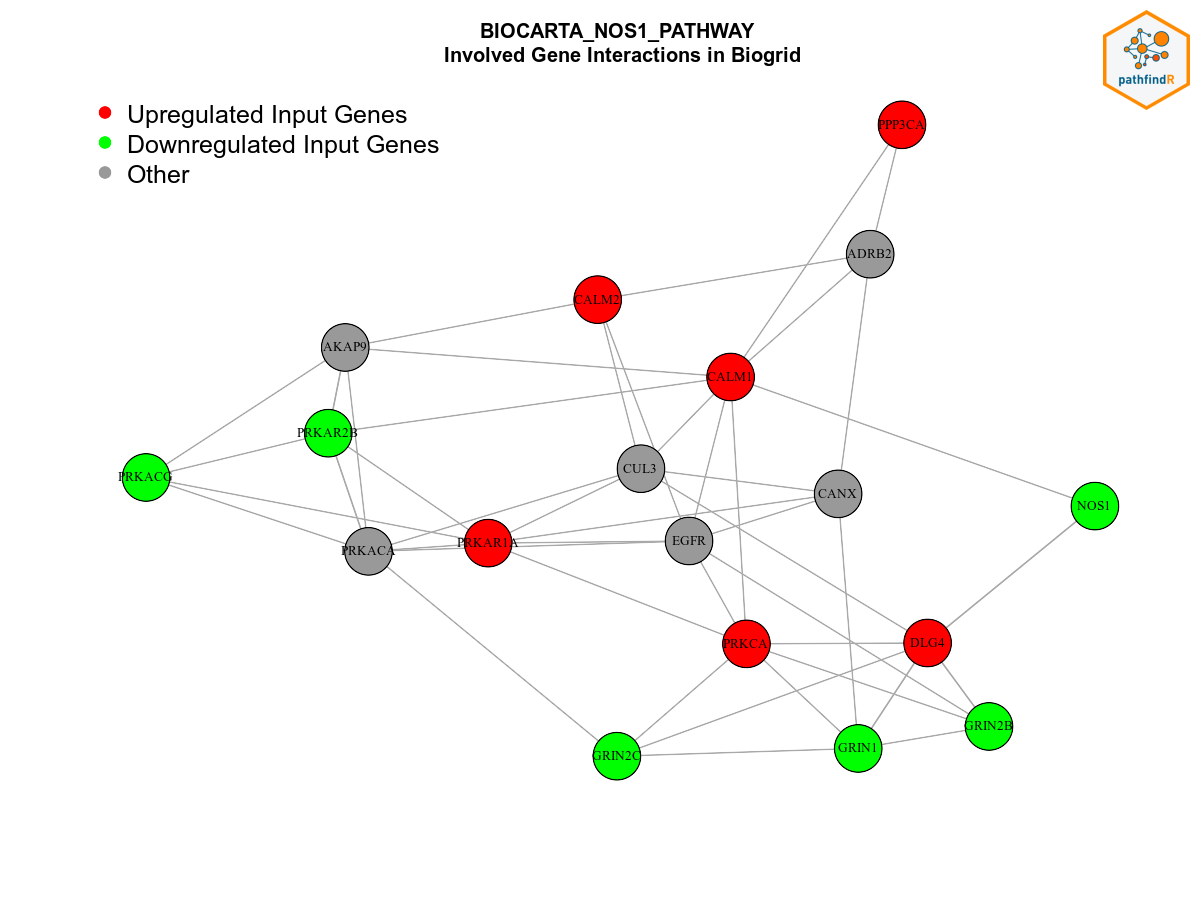 BIOCARTA_NOS1_PATHWAY
Involved Gene Interactions in Biogrid
pathfindR
Upregulated Input Genes
Downregulated Input Genes
Other
PPP3CA
ADRB2
CALM2
AKAP9
CALM1
PRKAR2B
CUL3
PRKACG
CANX
NOS1
PRKACA
PRKAR1A
EGFR
PRKCA
DLG4
GRIN2B
GRIN2C
GRIN1